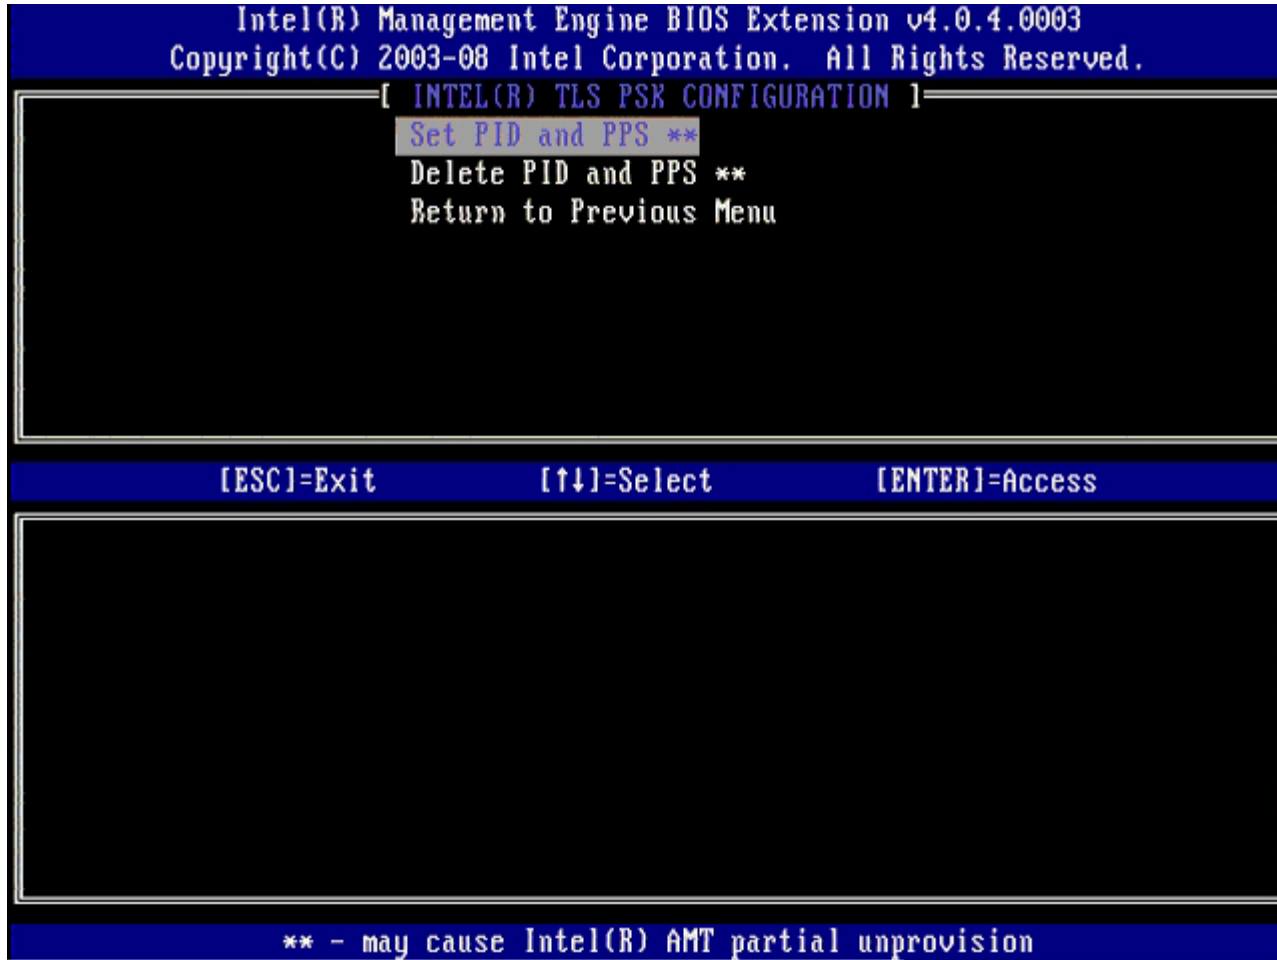 Intel(R) Management Engine BIOS Extension v4.0.4.0003
Copyright(C) 2003-08 Intel Corporation. All Rights Reserved.
[ INTEL(R) TLS PSK CONFIGURATION ]
Set PID and PPS **
Delete PID and PPS **
Return to Previous Menu
[ESC]=Exit [↑↓]=Select [ENTER]=Access
** - may cause Intel(R) AMT partial unprovision